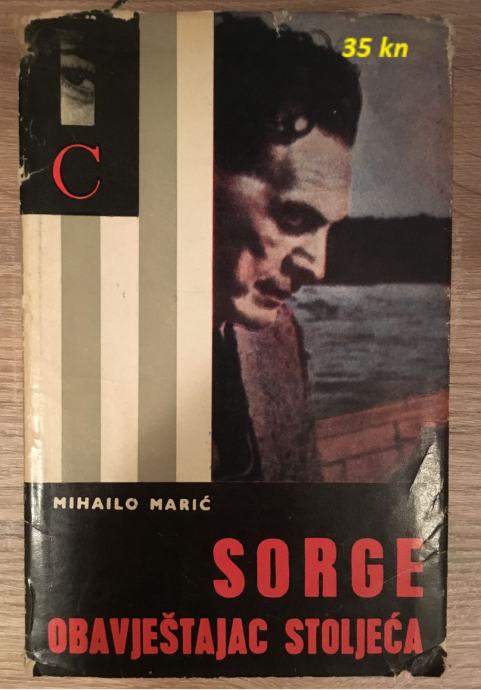 35 kn
C
MIHAILO MARIĆ
SORGE
OBAVJEŠTAJAC STOLJEĆA